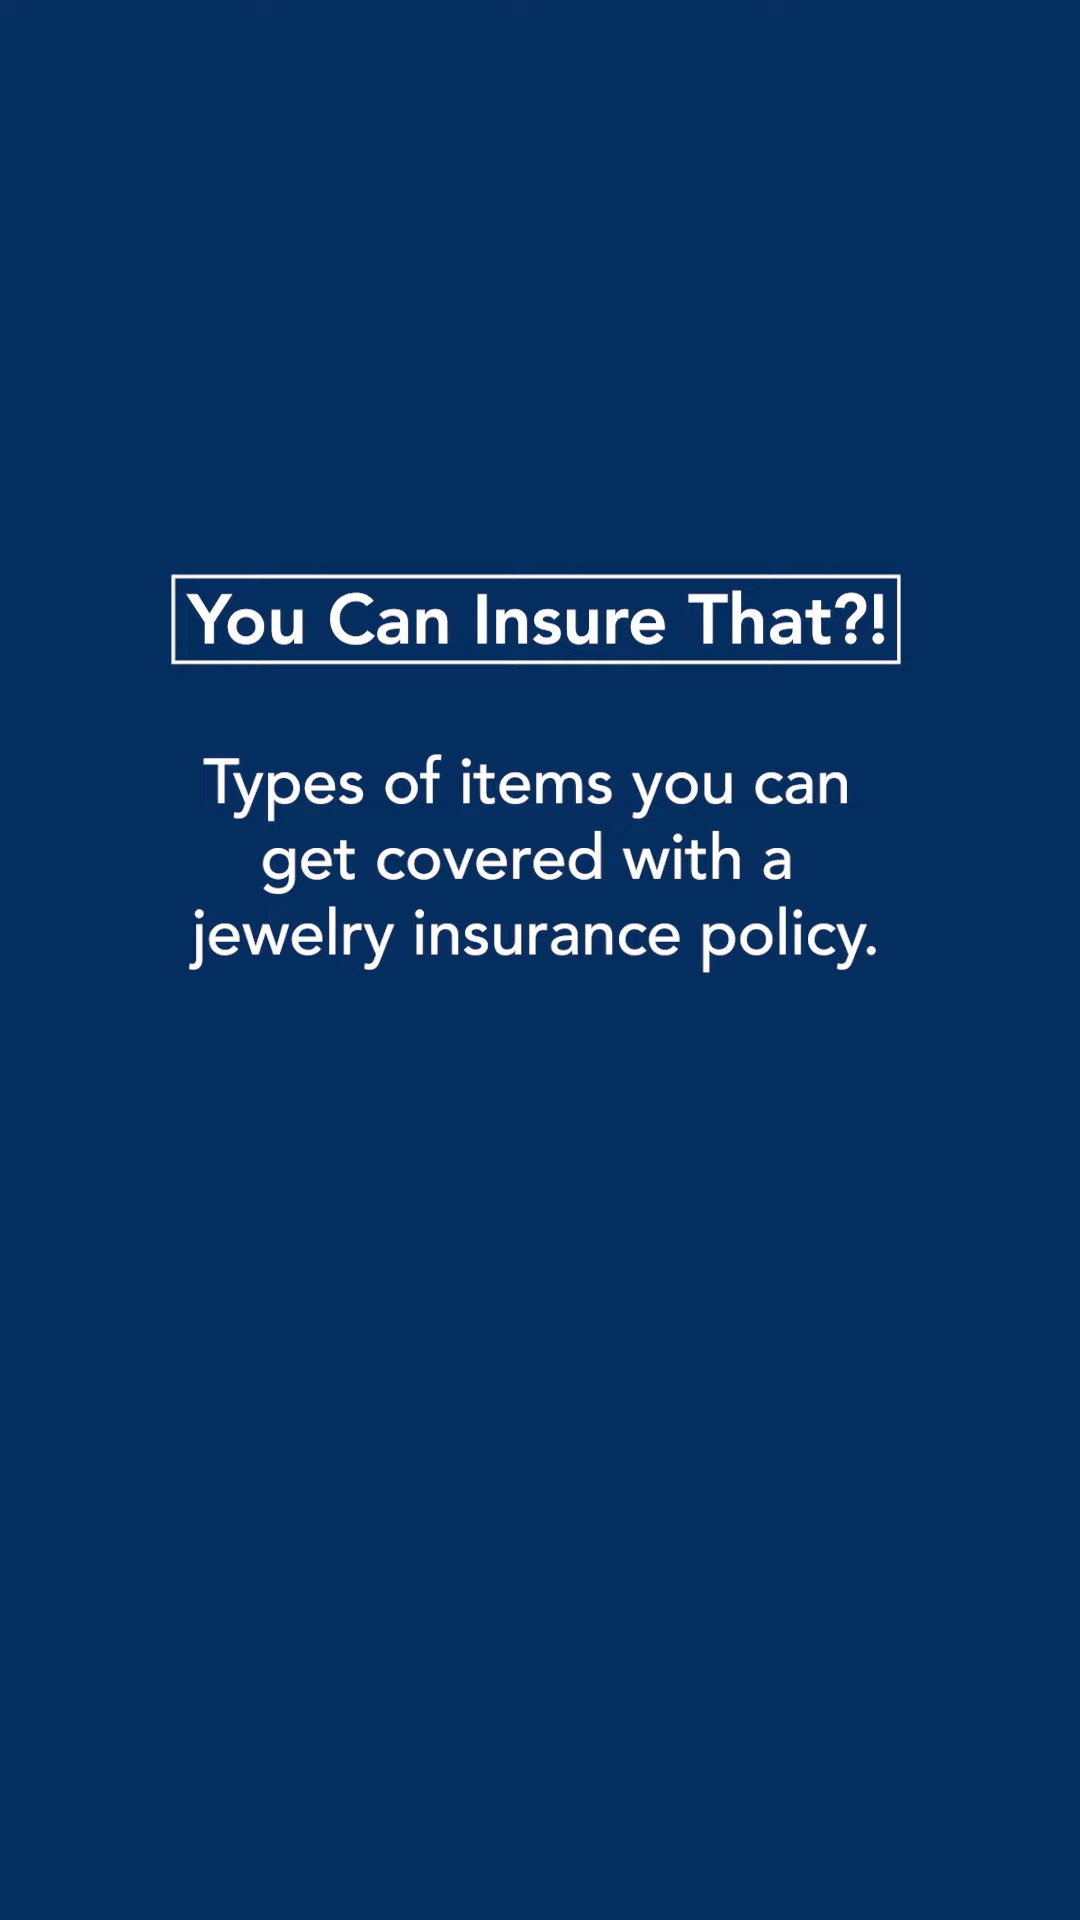 You Can Insure That?!
Types of items you can
get covered with a
jewelry insurance policy.